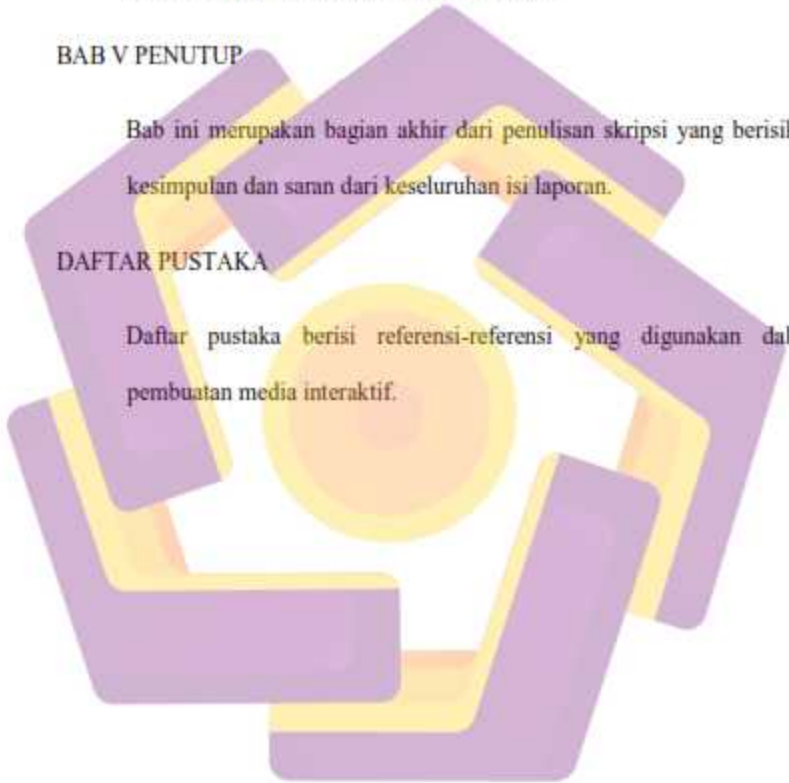 BAB V PENUTUP
Bab ini merupakan bagian akhir dari penulisan skripsi yang berisik
kesimpulan dan saran dari keseluruhan isi laporan.
DAFTAR PUSTAKA
Daftar pustaka berisi referensi-referensi yang digunakan
pembuatan media interaktif.